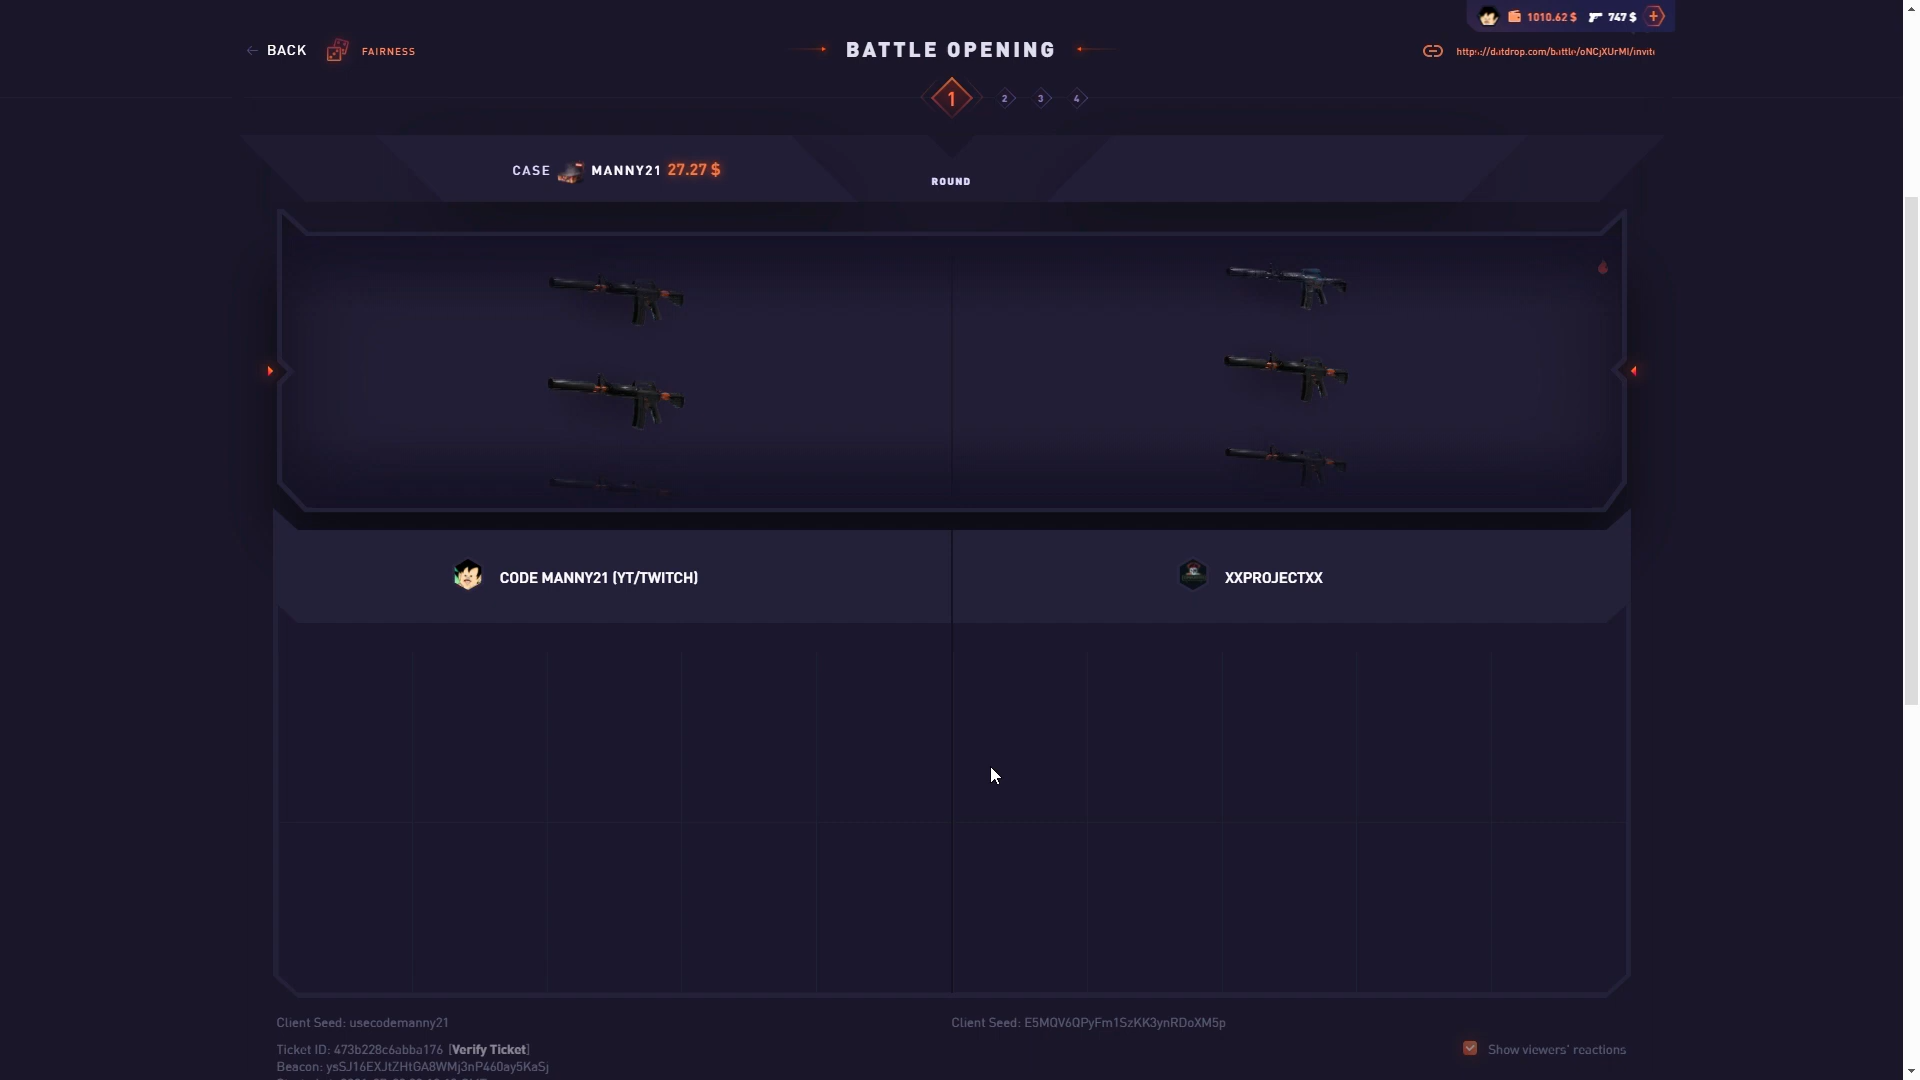 1010.62 $ 747 $
BACK FAIRNESS
BATTLE OPENING
1 2 3 4
CASE MANNY21 27.27 $
ROUND
CODE MANNY21 (YT/TWITCH)
XXPROJECTXX
Client Seed: usecodemanny21
Client Seed: E5MQV6QPyFm1SzKK3ynRDoXM5p
Ticket ID: 473b228c6abba176 [Verify Ticket]
Show viewers' reactions
Beacon: ysSJ16EXJtZHtGA8WMj3nP460ay5KaSj